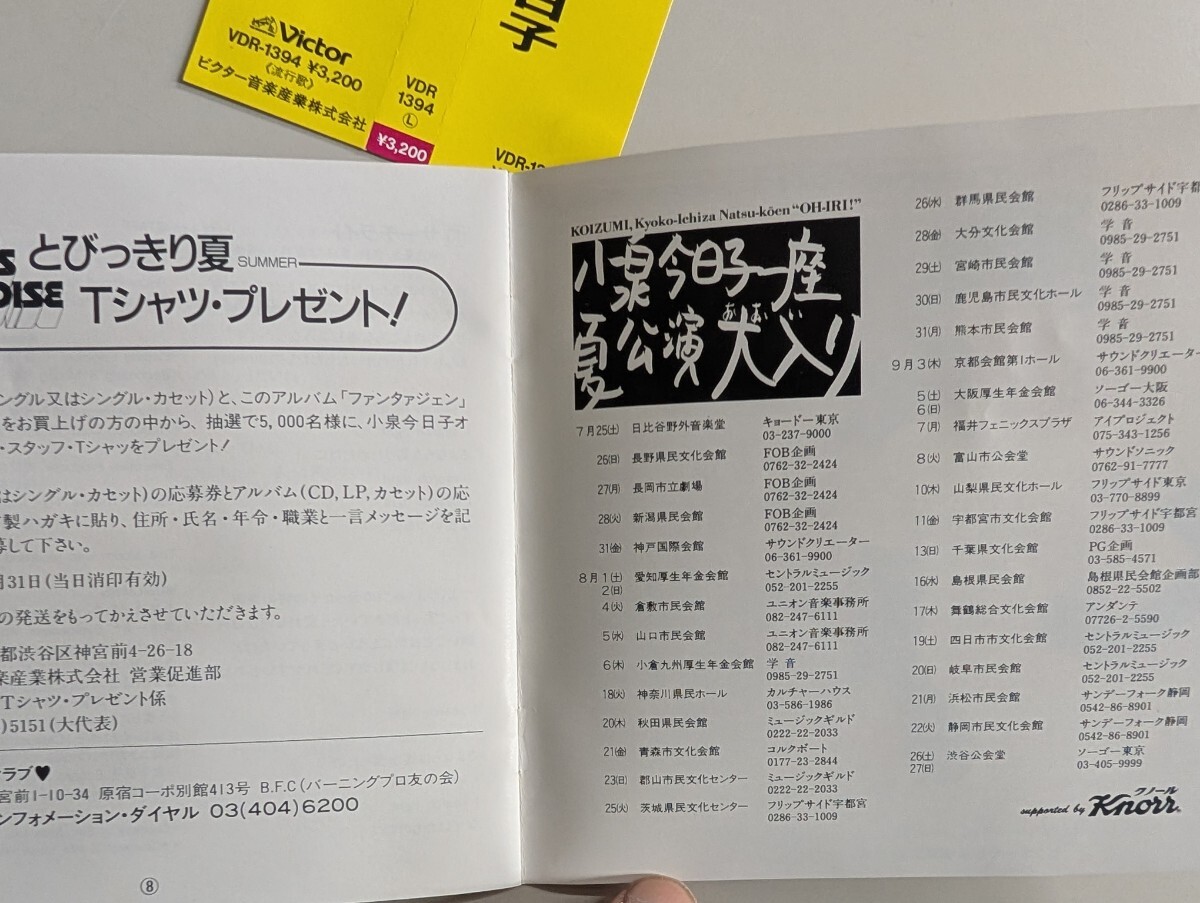 日子
Victor
VDR-1394 ¥3,200
〈流行歌〉
ビクター音楽産業株式会社
VDR
1394
Ⓛ
¥3,200
VDR-13
とびっきり夏 SUMMER
Tシャツ・プレゼント!
ングル又はシングル・カセット)と、このアルバム「ファンタァジェン」
をお買上げの方の中から、抽選で5,000名様に、小泉今日子オ
・スタッフ・Tシャッをプレゼント!
はシングル・カセット)の応募券とアルバム(CD, LP, カセット)の応
製ハガキに貼り、住所・氏名・年令・職業と一言メッセージを記
募して下さい。
月31日(当日消印有効)
の発送をもってかえさせていただきます。
都渋谷区神宮前4-26-18
楽産業株式会社 営業促進部
Tシャツ・プレゼント係
)5151(大代表)
ラブ♥
宮前1-10-34 原宿コーポ別館413号 B.F.C(バーニングプロ友の会)
ンフォメーション・ダイヤル 03(404)6200
⑧
KOIZUMI, Kyoko-Ichiza Natsu-kōen "OH-IRI!"
小泉今日子一座
夏公演大入り
おおい
7月25(土) 日比谷野外音楽堂 キョードー東京
03-237-9000
26(日) 長野県民文化会館 FOB企画
0762-32-2424
27(月) 長岡市立劇場 FOB企画
0762-32-2424
28(火) 新潟県民会館 FOB企画
0762-32-2424
31(金) 神戸国際会館 サウンドクリエーター
06-361-9900
8月1(土) 愛知厚生年金会館 セントラルミュージック
2(日) 052-201-2255
4(火) 倉敷市民会館 ユニオン音楽事務所
082-247-6111
5(水) 山口市民会館 ユニオン音楽事務所
082-247-6111
6(木) 小倉九州厚生年金会館 学音
0985-29-2751
18(火) 神奈川県民ホール カルチャーハウス
03-586-1986
20(木) 秋田県民会館 ミュージックギルド
0222-22-2033
21(金) 青森市文化会館 コルクボート
0177-23-2844
23(日) 郡山市民文化センター ミュージックギルド
0222-22-2033
25(火) 茨城県民文化センター フリップサイド宇都宮
0286-33-1009
26(水) 群馬県民会館 フリップサイド宇都
0286-33-1009
28(金) 大分文化会館 学音
0985-29-2751
29(土) 宮崎市民会館 学音
0985-29-2751
30(日) 鹿児島市民文化ホール 学音
0985-29-2751
31(月) 熊本市民会館 学音
0985-29-2751
9月3(木) 京都会館第1ホール サウンドクリエータ
06-361-9900
5(土) 大阪厚生年金会館 ソーゴー大阪
6(日) 06-344-3326
7(月) 福井フェニックスプラザ アイプロジェクト
075-343-1256
8(火) 富山市公会堂 サウンドソニック
0762-91-7777
10(木) 山梨県民文化ホール フリップサイド東京
03-770-8899
11(金) 宇都宮市文化会館 フリップサイド宇都宮
0286-33-1009
13(日) 千葉県文化会館 PG企画
03-585-4571
16(水) 島根県民会館 島根県民会館企画部
0852-22-5502
17(木) 舞鶴総合文化会館 アンダンテ
07726-2-5590
19(土) 四日市市文化会館 セントラルミュージック
052-201-2255
20(日) 岐阜市民会館 セントラルミュージック
052-201-2255
21(月) 浜松市民会館 サンデーフォーク静岡
0542-86-8901
22(火) 静岡市民文化会館 サンデーフォーク静岡
0542-86-8901
26(土) 渋谷公会堂 ソーゴー東京
27(日) 03-405-9999
クノール
supported by Knorr